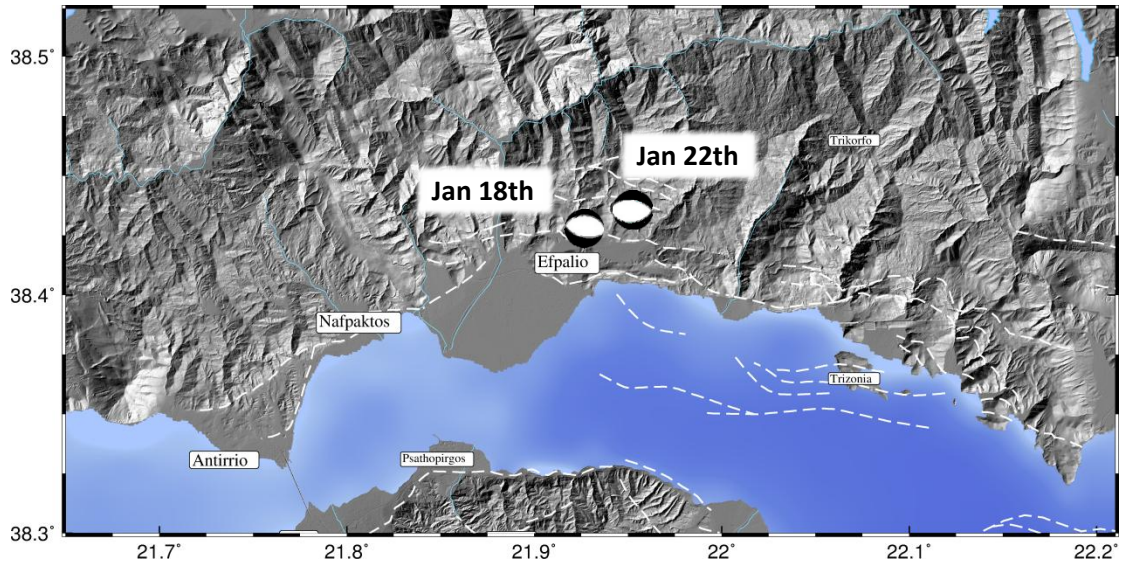 38.5˚
Jan 22th
Trikorfo
Jan 18th
Efpalio
38.4˚
Nafpaktos
Trizonia
Antirrio
Psathopirgos
38.3˚
21.7˚ 21.8˚ 21.9˚ 22˚ 22.1˚ 22.2˚